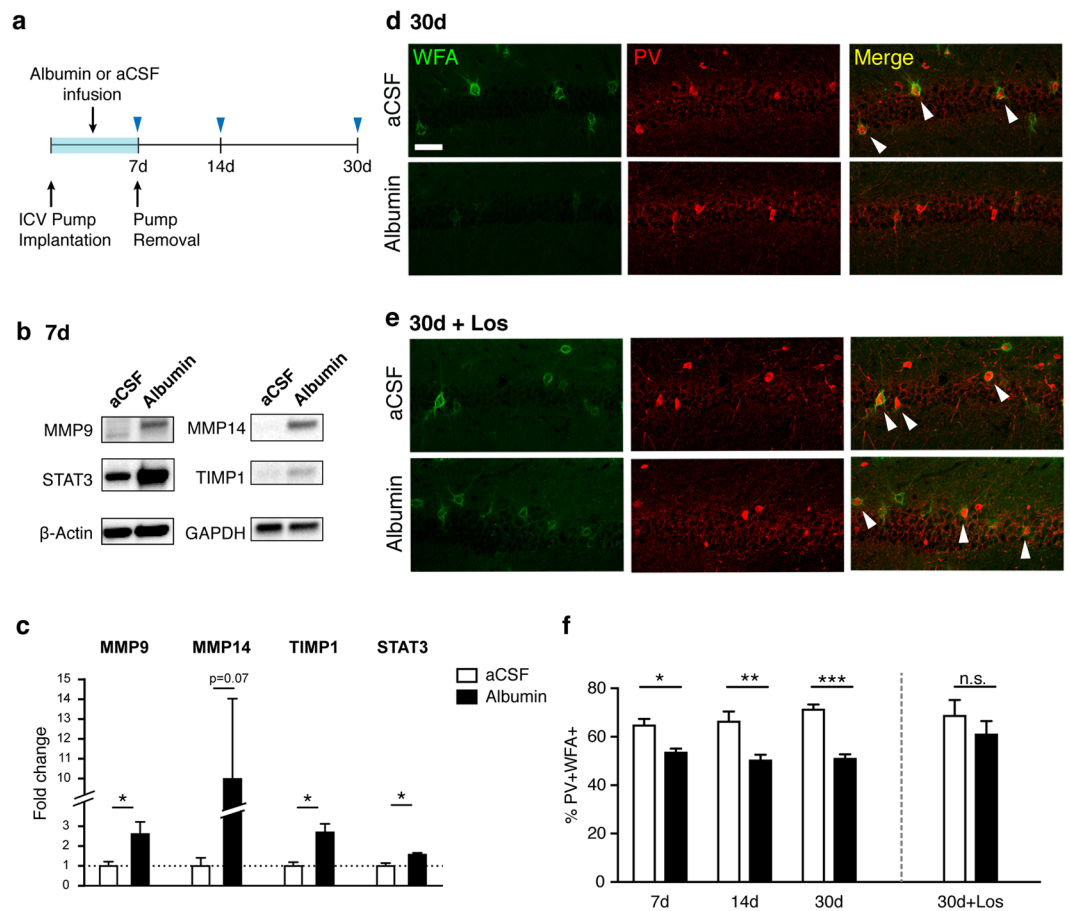 a
Albumin or aCSF
infusion
7d
14d
30d
ICV Pump
Implantation
Pump
Removal
b 7d
aCSF
Albumin
aCSF
Albumin
MMP9
MMP14
STAT3
TIMP1
β-Actin
GAPDH
c
MMP9
MMP14
TIMP1
STAT3
aCSF
Albumin
p=0.07
*
*
*
Fold change
15
14
13
12
11
10
3
2
1
0
d 30d
WFA
PV
Merge
aCSF
Albumin
e 30d + Los
aCSF
Albumin
f
% PV+WFA+
80
60
40
60
0
*
**
***
n.s.
7d
14d
30d
30d+Los